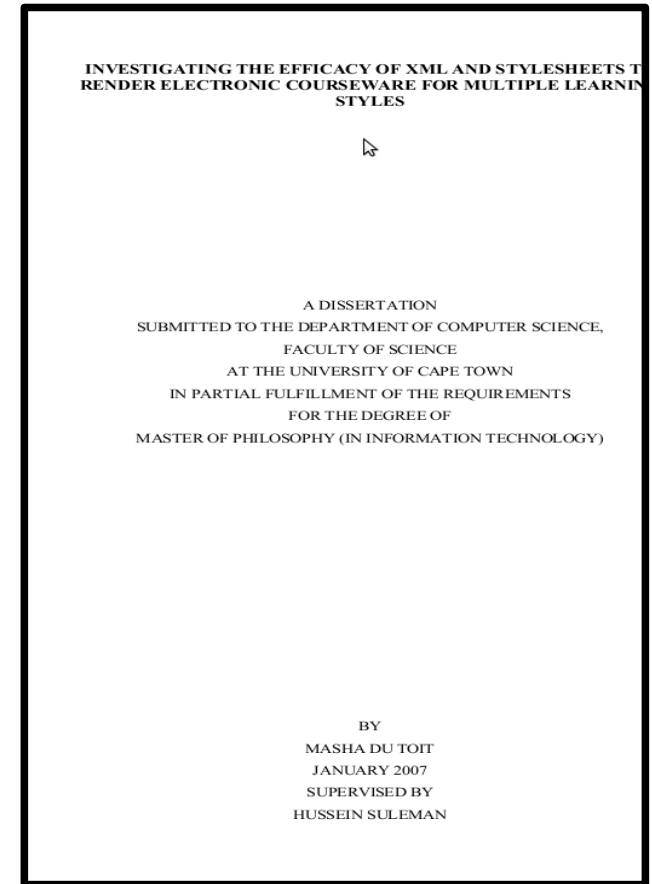 INVESTIGATING THE EFFICACY OF XML AND STYLESHEETS T
RENDER ELECTRONIC COURSEWARE FOR MULTIPLE LEARNIN
STYLES
A DISSERTATION
SUBMITTED TO THE DEPARTMENT OF COMPUTER SCIENCE,
FACULTY OF SCIENCE
AT THE UNIVERSITY OF CAPE TOWN
IN PARTIAL FULFILLMENT OF THE REQUIREMENTS
FOR THE DEGREE OF
MASTER OF PHILOSOPHY (IN INFORMATION TECHNOLOGY)
BY
MASHA DU TOIT
JANUARY 2007
SUPERVISED BY
HUSSEIN SULEMAN